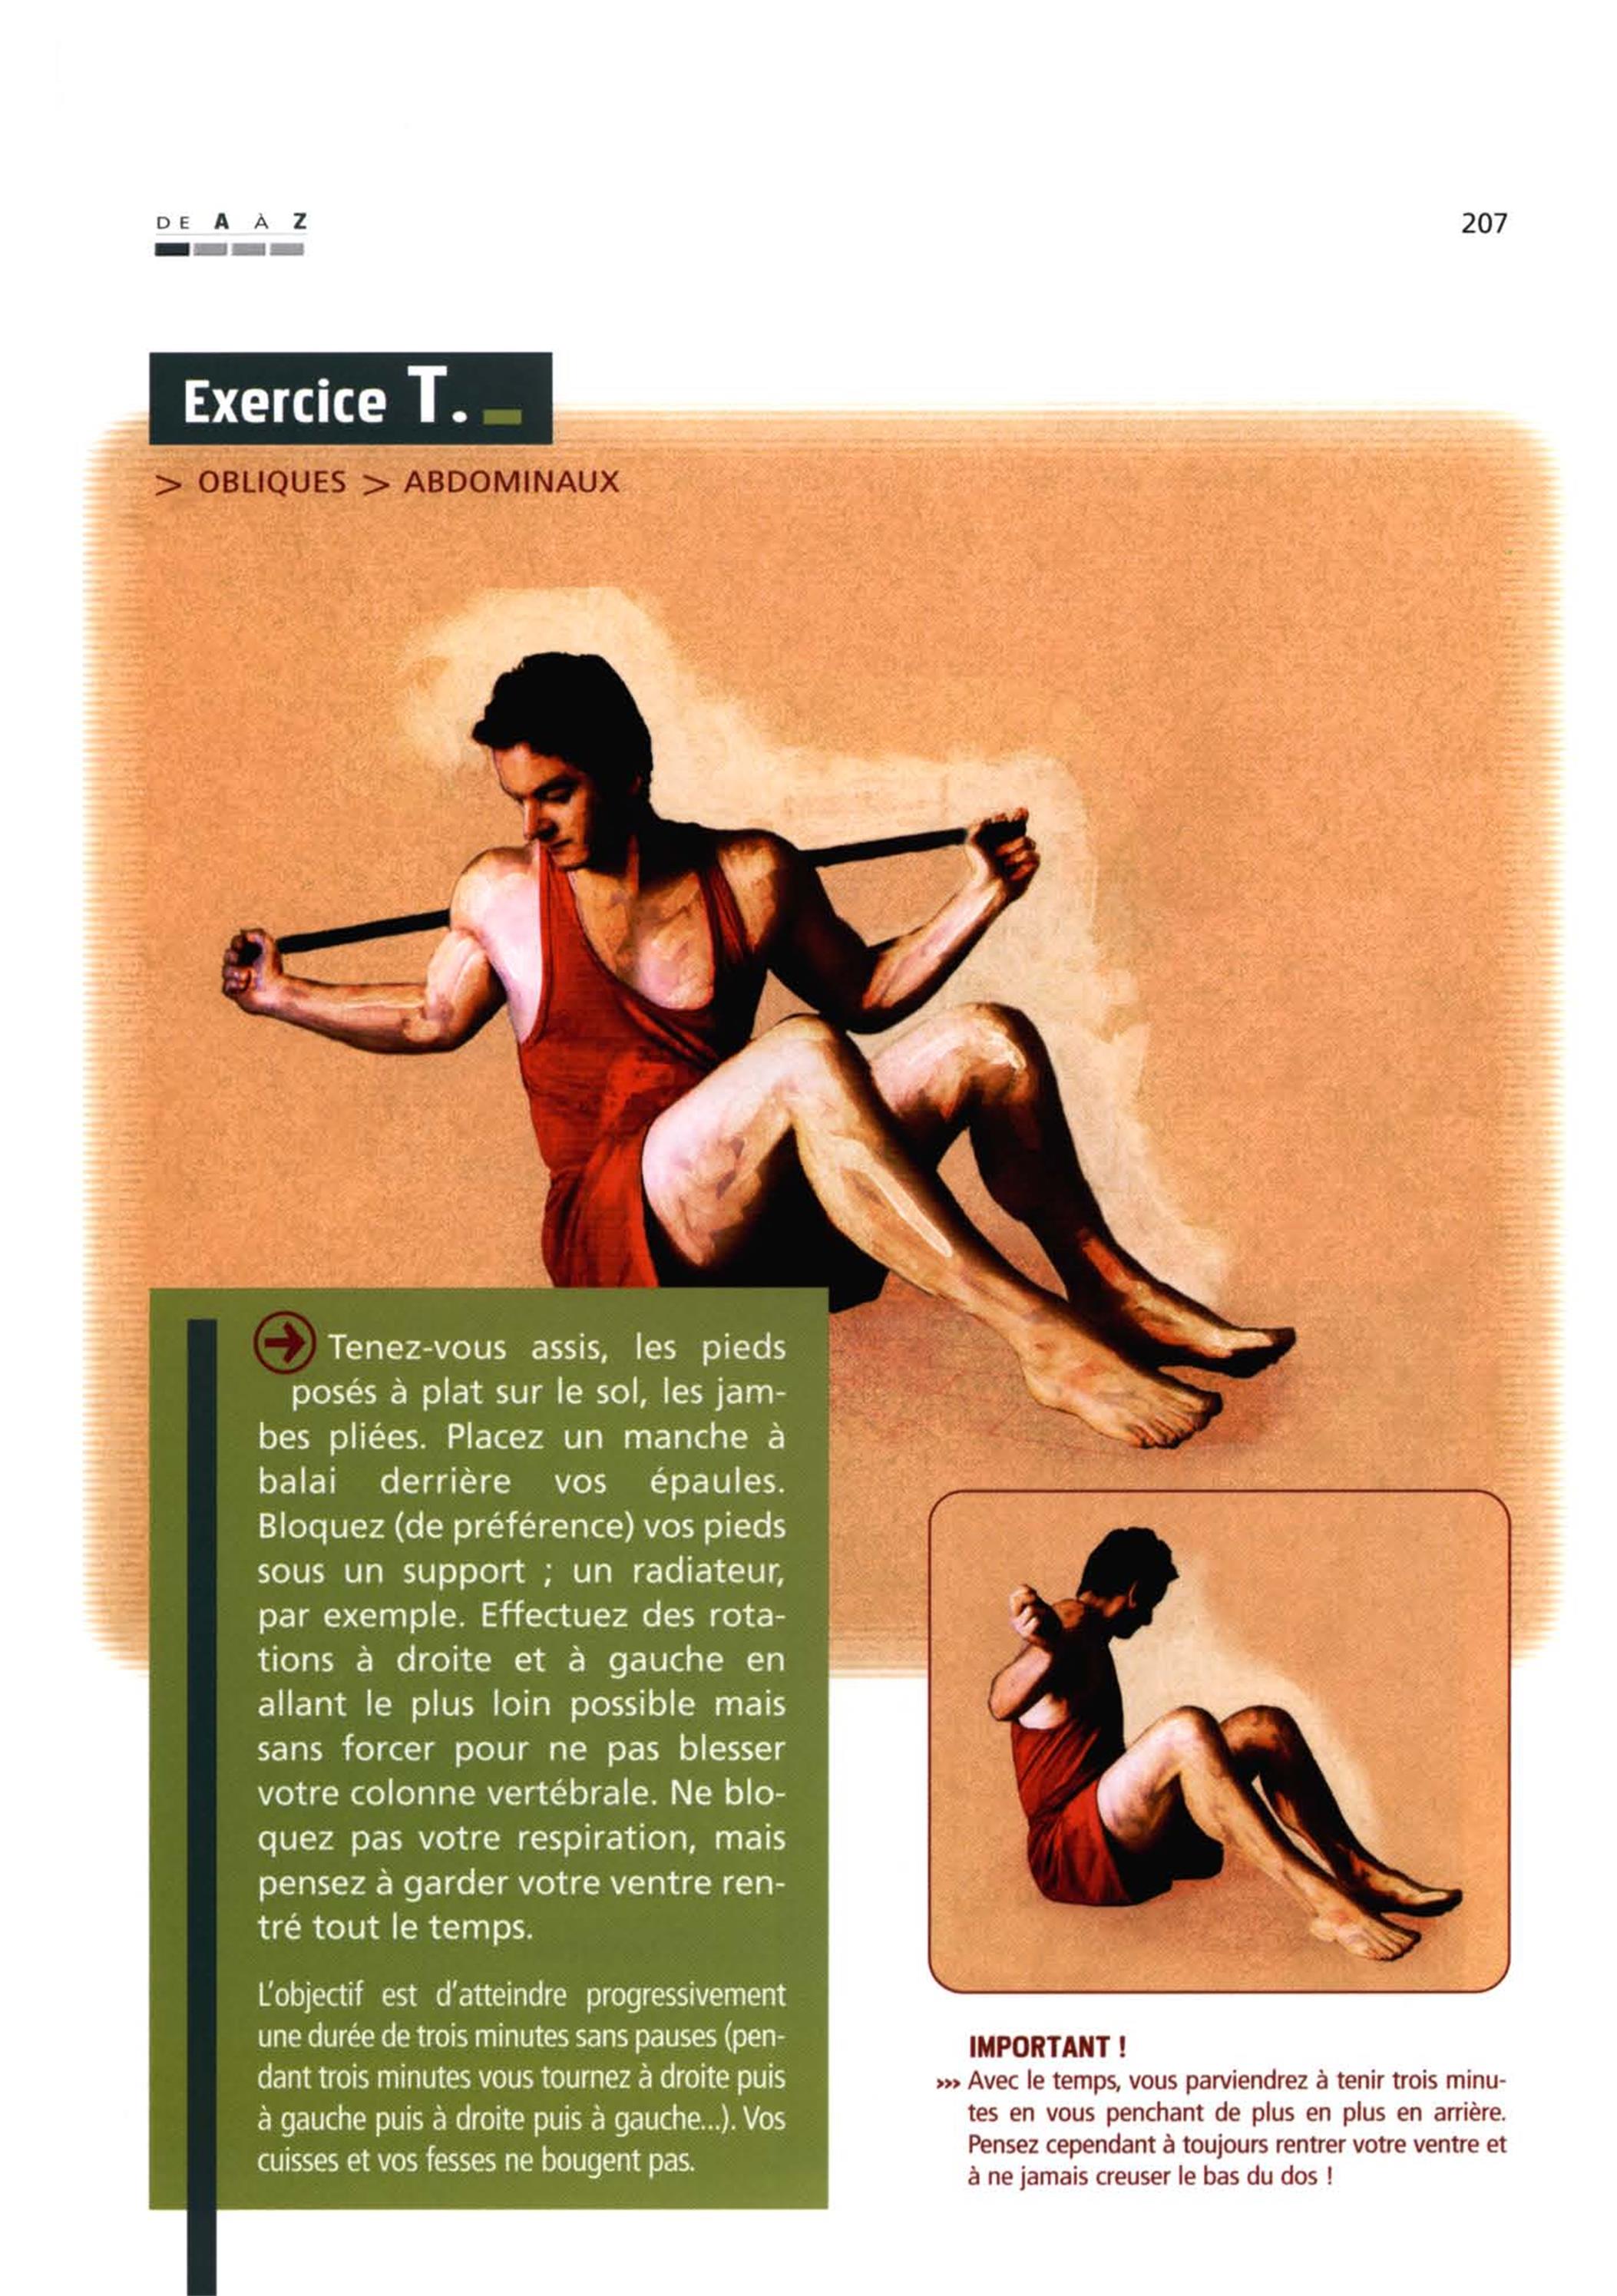 DE A À Z
207
Exercice T.
> OBLIQUES > ABDOMINAUX
Tenez-vous assis, les pieds
posés à plat sur le sol, les jam-
bes pliées. Placez un manche à
balai derrière vos épaules.
Bloquez (de préférence) vos pieds
sous un support ; un radiateur,
par exemple. Effectuez des rota-
tions à droite et à gauche en
allant le plus loin possible mais
sans forcer pour ne pas blesser
votre colonne vertébrale. Ne blo-
quez pas votre respiration, mais
pensez à garder votre ventre ren-
tré tout le temps.
L'objectif est d'atteindre progressivement
une durée de trois minutes sans pauses (pen-
dant trois minutes vous tournez à droite puis
à gauche puis à droite puis à gauche...). Vos
cuisses et vos fesses ne bougent pas.
IMPORTANT !
»» Avec le temps, vous parviendrez à tenir trois minu-
tes en vous penchant de plus en plus en arrière.
Pensez cependant à toujours rentrer votre ventre et
à ne jamais creuser le bas du dos !